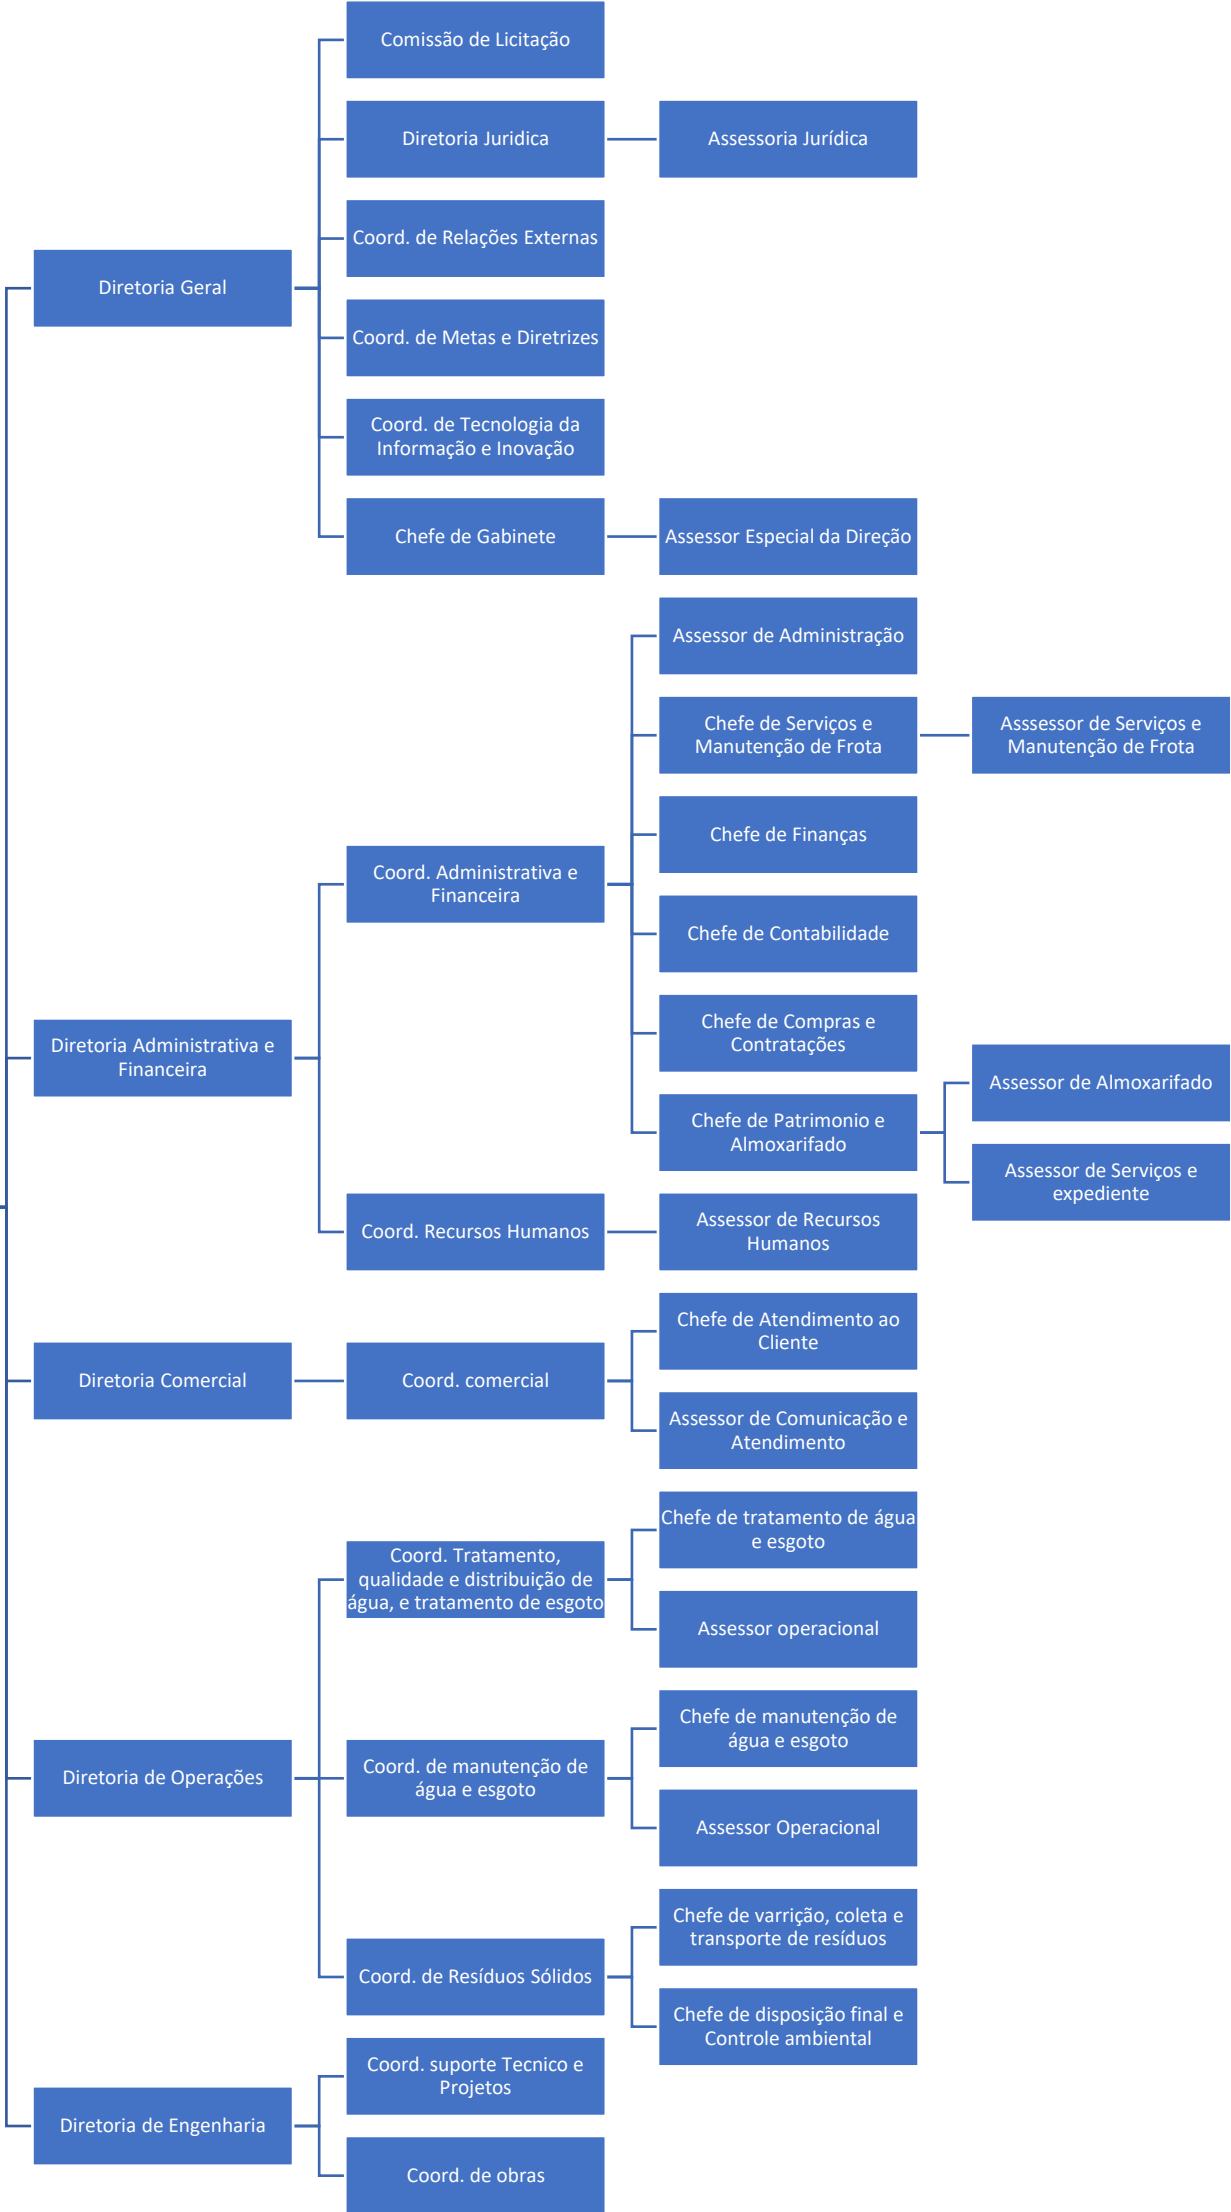 Comissão de Licitação
Diretoria Juridica
Assessoria Jurídica
Coord. de Relações Externas
Diretoria Geral
Coord. de Metas e Diretrizes
Coord. de Tecnologia da
Informação e Inovação
Chefe de Gabinete
Assessor Especial da Direção
Assessor de Administração
Chefe de Serviços e
Manutenção de Frota
Asssessor de Serviços e
Manutenção de Frota
Chefe de Finanças
Coord. Administrativa e
Financeira
Chefe de Contabilidade
Chefe de Compras e
Contratações
Diretoria Administrativa e
Financeira
Assessor de Almoxarifado
Chefe de Patrimonio e
Almoxarifado
Assessor de Serviços e
expediente
Coord. Recursos Humanos
Assessor de Recursos
Humanos
Chefe de Atendimento ao
Cliente
Diretoria Comercial
Coord. comercial
Assessor de Comunicação e
Atendimento
Chefe de tratamento de água
e esgoto
Coord. Tratamento,
qualidade e distribuição de
água, e tratamento de esgoto
Assessor operacional
Chefe de manutenção de
água e esgoto
Diretoria de Operações
Coord. de manutenção de
água e esgoto
Assessor Operacional
Chefe de varrição, coleta e
transporte de resíduos
Coord. de Resíduos Sólidos
Chefe de disposição final e
Controle ambiental
Coord. suporte Tecnico e
Projetos
Diretoria de Engenharia
Coord. de obras